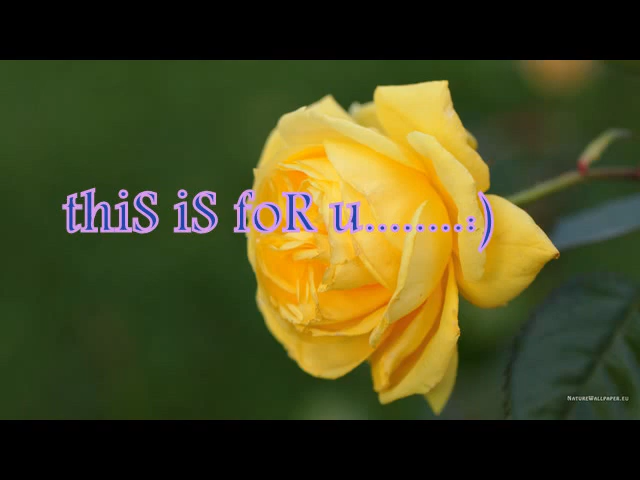 thiS iS foR u........:)
NatureWallpaper.eu